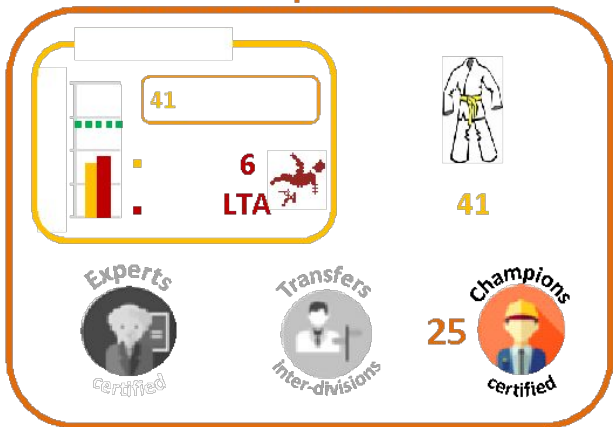 41
6
LTA
41
Experts
certified
Transfers
inter-divisions
25
Champions
certified